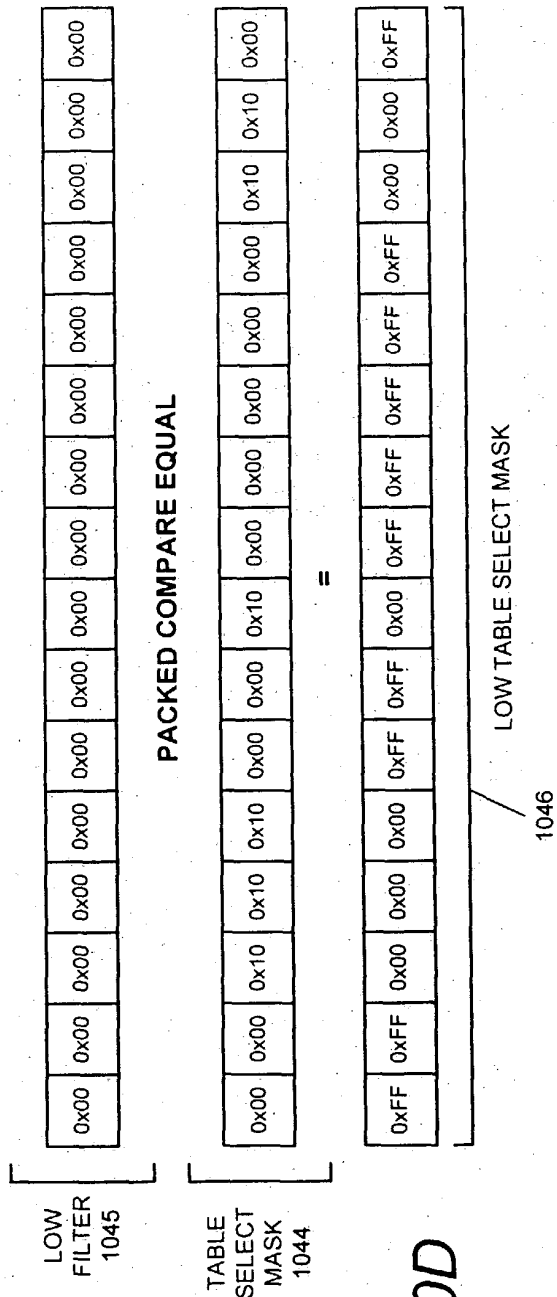 LOW
FILTER
1045
0x00 0x00 0x00 0x00 0x00 0x00 0x00 0x00 0x00 0x00 0x00 0x00 0x00 0x00 0x00 0x00
PACKED COMPARE EQUAL
TABLE
SELECT
MASK
1044
0x00 0x00 0x10 0x10 0x10 0x00 0x00 0x10 0x00 0x00 0x00 0x00 0x00 0x10 0x10 0x00
=
0xFF 0xFF 0x00 0x00 0x00 0xFF 0xFF 0x00 0xFF 0xFF 0xFF 0xFF 0xFF 0x00 0x00 0xFF
LOW TABLE SELECT MASK
1046
0D